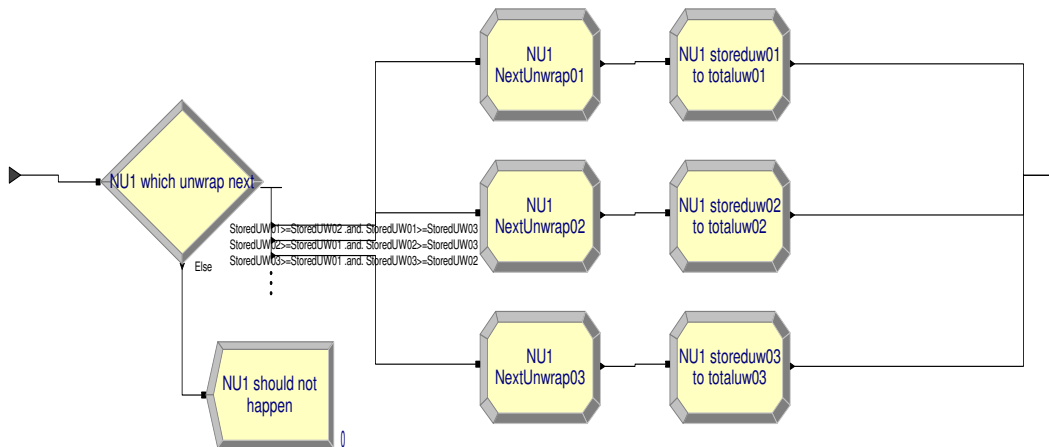 NU1
NextUnwrap01
NU1 storeduw01
to totaluw01
NU1 which unwrap next
StoredUW01>=StoredUW02 .and. StoredUW01>=StoredUW03
StoredUW02>=StoredUW01 .and. StoredUW02>=StoredUW03
StoredUW03>=StoredUW01 .and. StoredUW03>=StoredUW02
Else
NU1
NextUnwrap02
NU1 storeduw02
to totaluw02
NU1 should not
happen
0
NU1
NextUnwrap03
NU1 storeduw03
to totaluw03